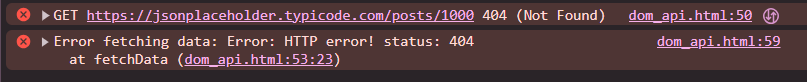 GET https://jsonplaceholder.typicode.com/posts/1000 404 (Not Found) dom_api.html:50
Error fetching data: Error: HTTP error! status: 404 dom_api.html:59
at fetchData (dom_api.html:53:23)